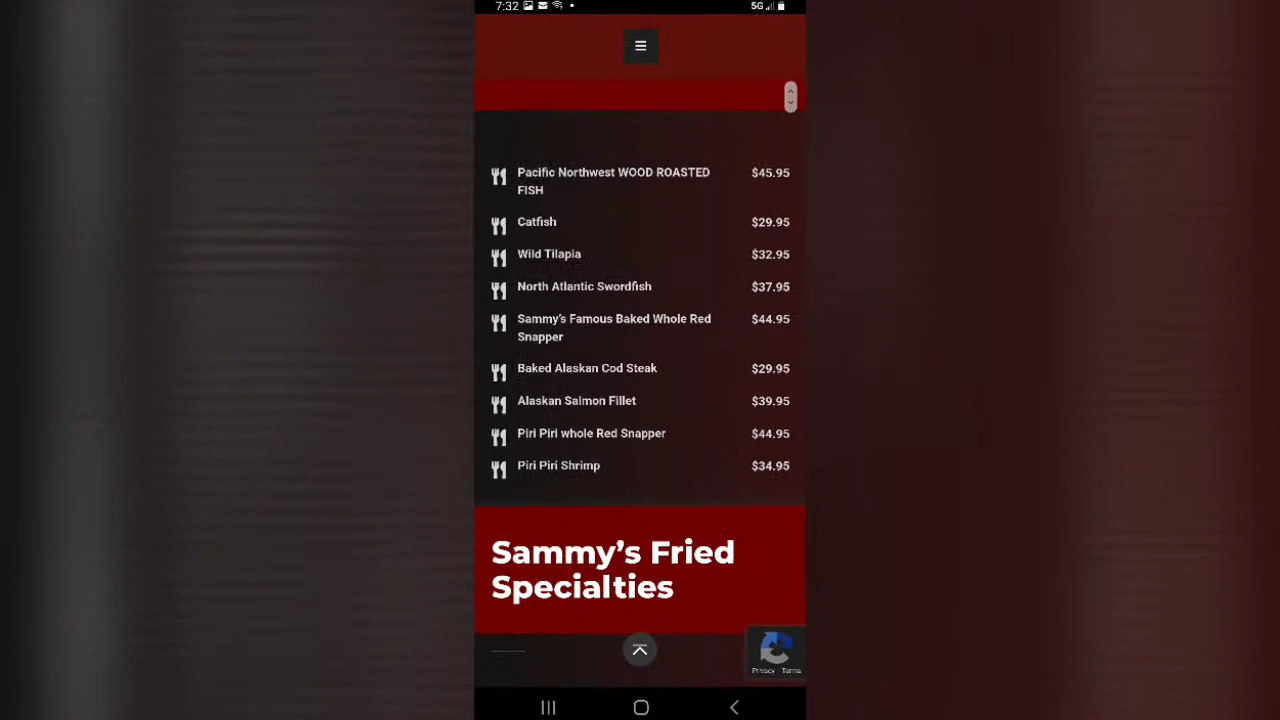 7:32 5G
Pacific Northwest WOOD ROASTED $45.95
FISH
Catfish $29.95
Wild Tilapia $32.95
North Atlantic Swordfish $37.95
Sammy's Famous Baked Whole Red $44.95
Snapper
Baked Alaskan Cod Steak $29.95
Alaskan Salmon Fillet $39.95
Piri Piri whole Red Snapper $44.95
Piri Piri Shrimp $34.95
Sammy's Fried
Specialties
Privacy - Terms